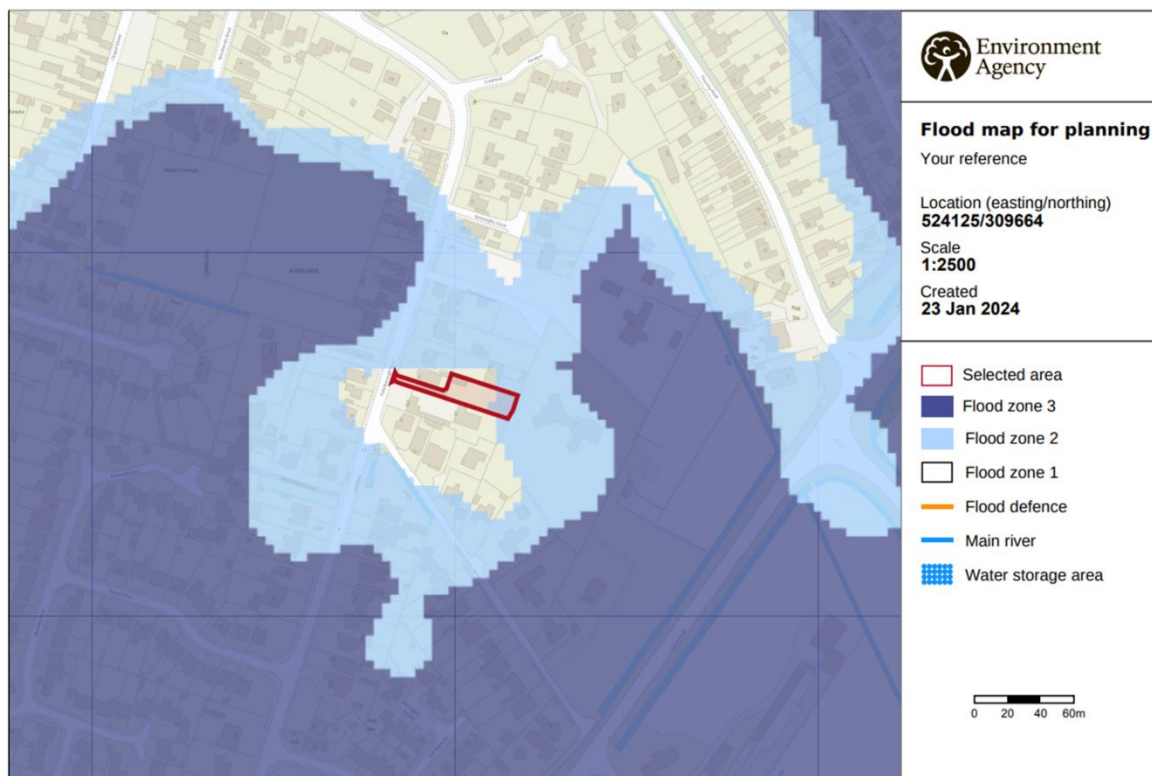 Environment
Agency
Flood map for planning
Your reference
Location (easting/northing)
524125/309664
Scale
1:2500
Created
23 Jan 2024
Selected area
Flood zone 3
Flood zone 2
Flood zone 1
Flood defence
Main river
Water storage area
0 20 40 60m